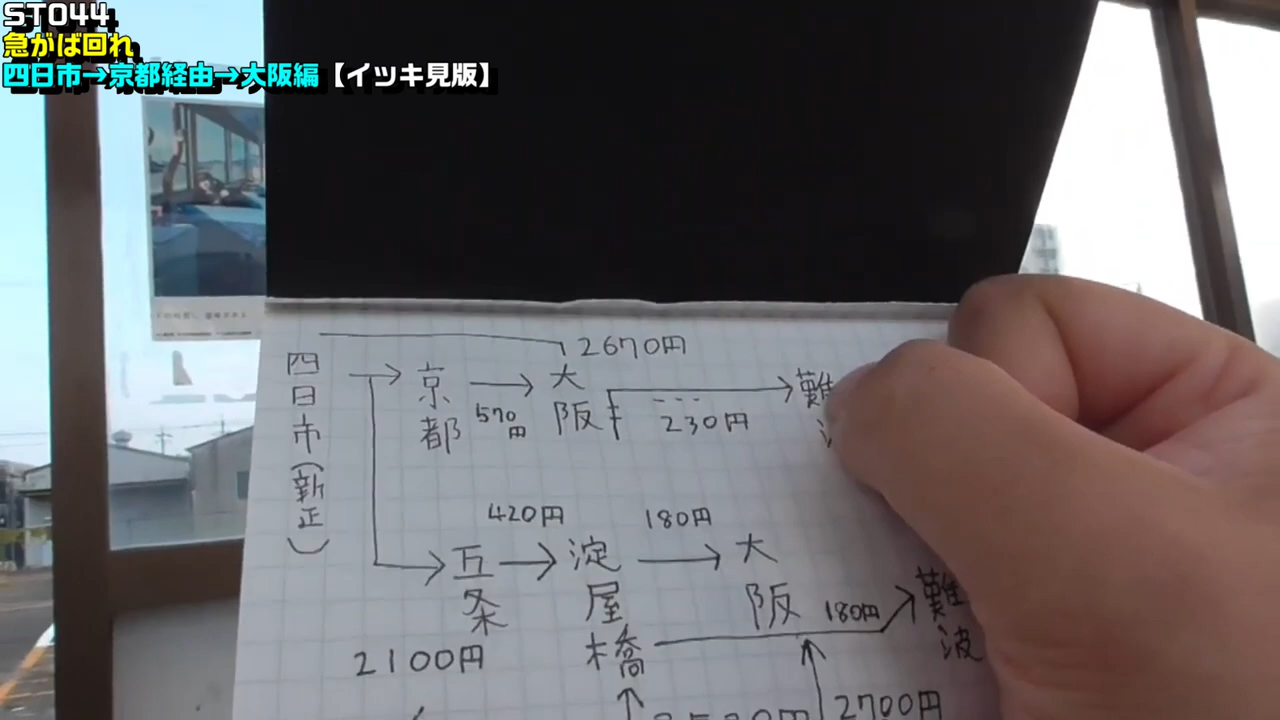 ST044
急がば回れ
四日市→京都経由→大阪編【イッキ見版】
2670円
四日市(新正)
京都
570円
大阪
230円
難
五条
420円
淀屋橋
180円
大阪
180円
難波
2100円
2700円